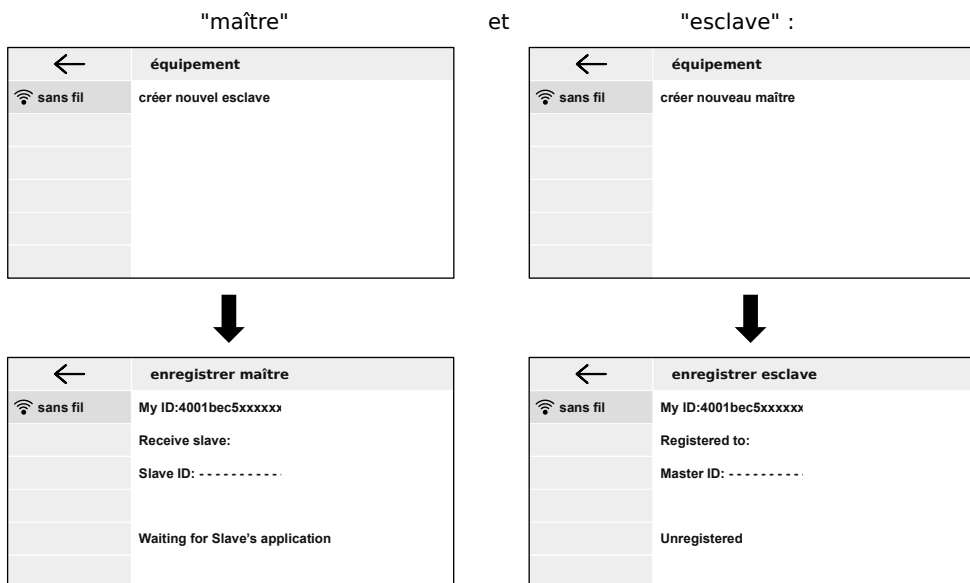 "maître" et "esclave" :
équipement
sans fil créer nouvel esclave
équipement
sans fil créer nouveau maître
enregistrer maître
sans fil My ID:4001bec5xxxxxx
Receive slave:
Slave ID: - - - - - - - - - -
Waiting for Slave’s application
enregistrer esclave
sans fil My ID:4001bec5xxxxxx
Registered to:
Master ID: - - - - - - - - - -
Unregistered